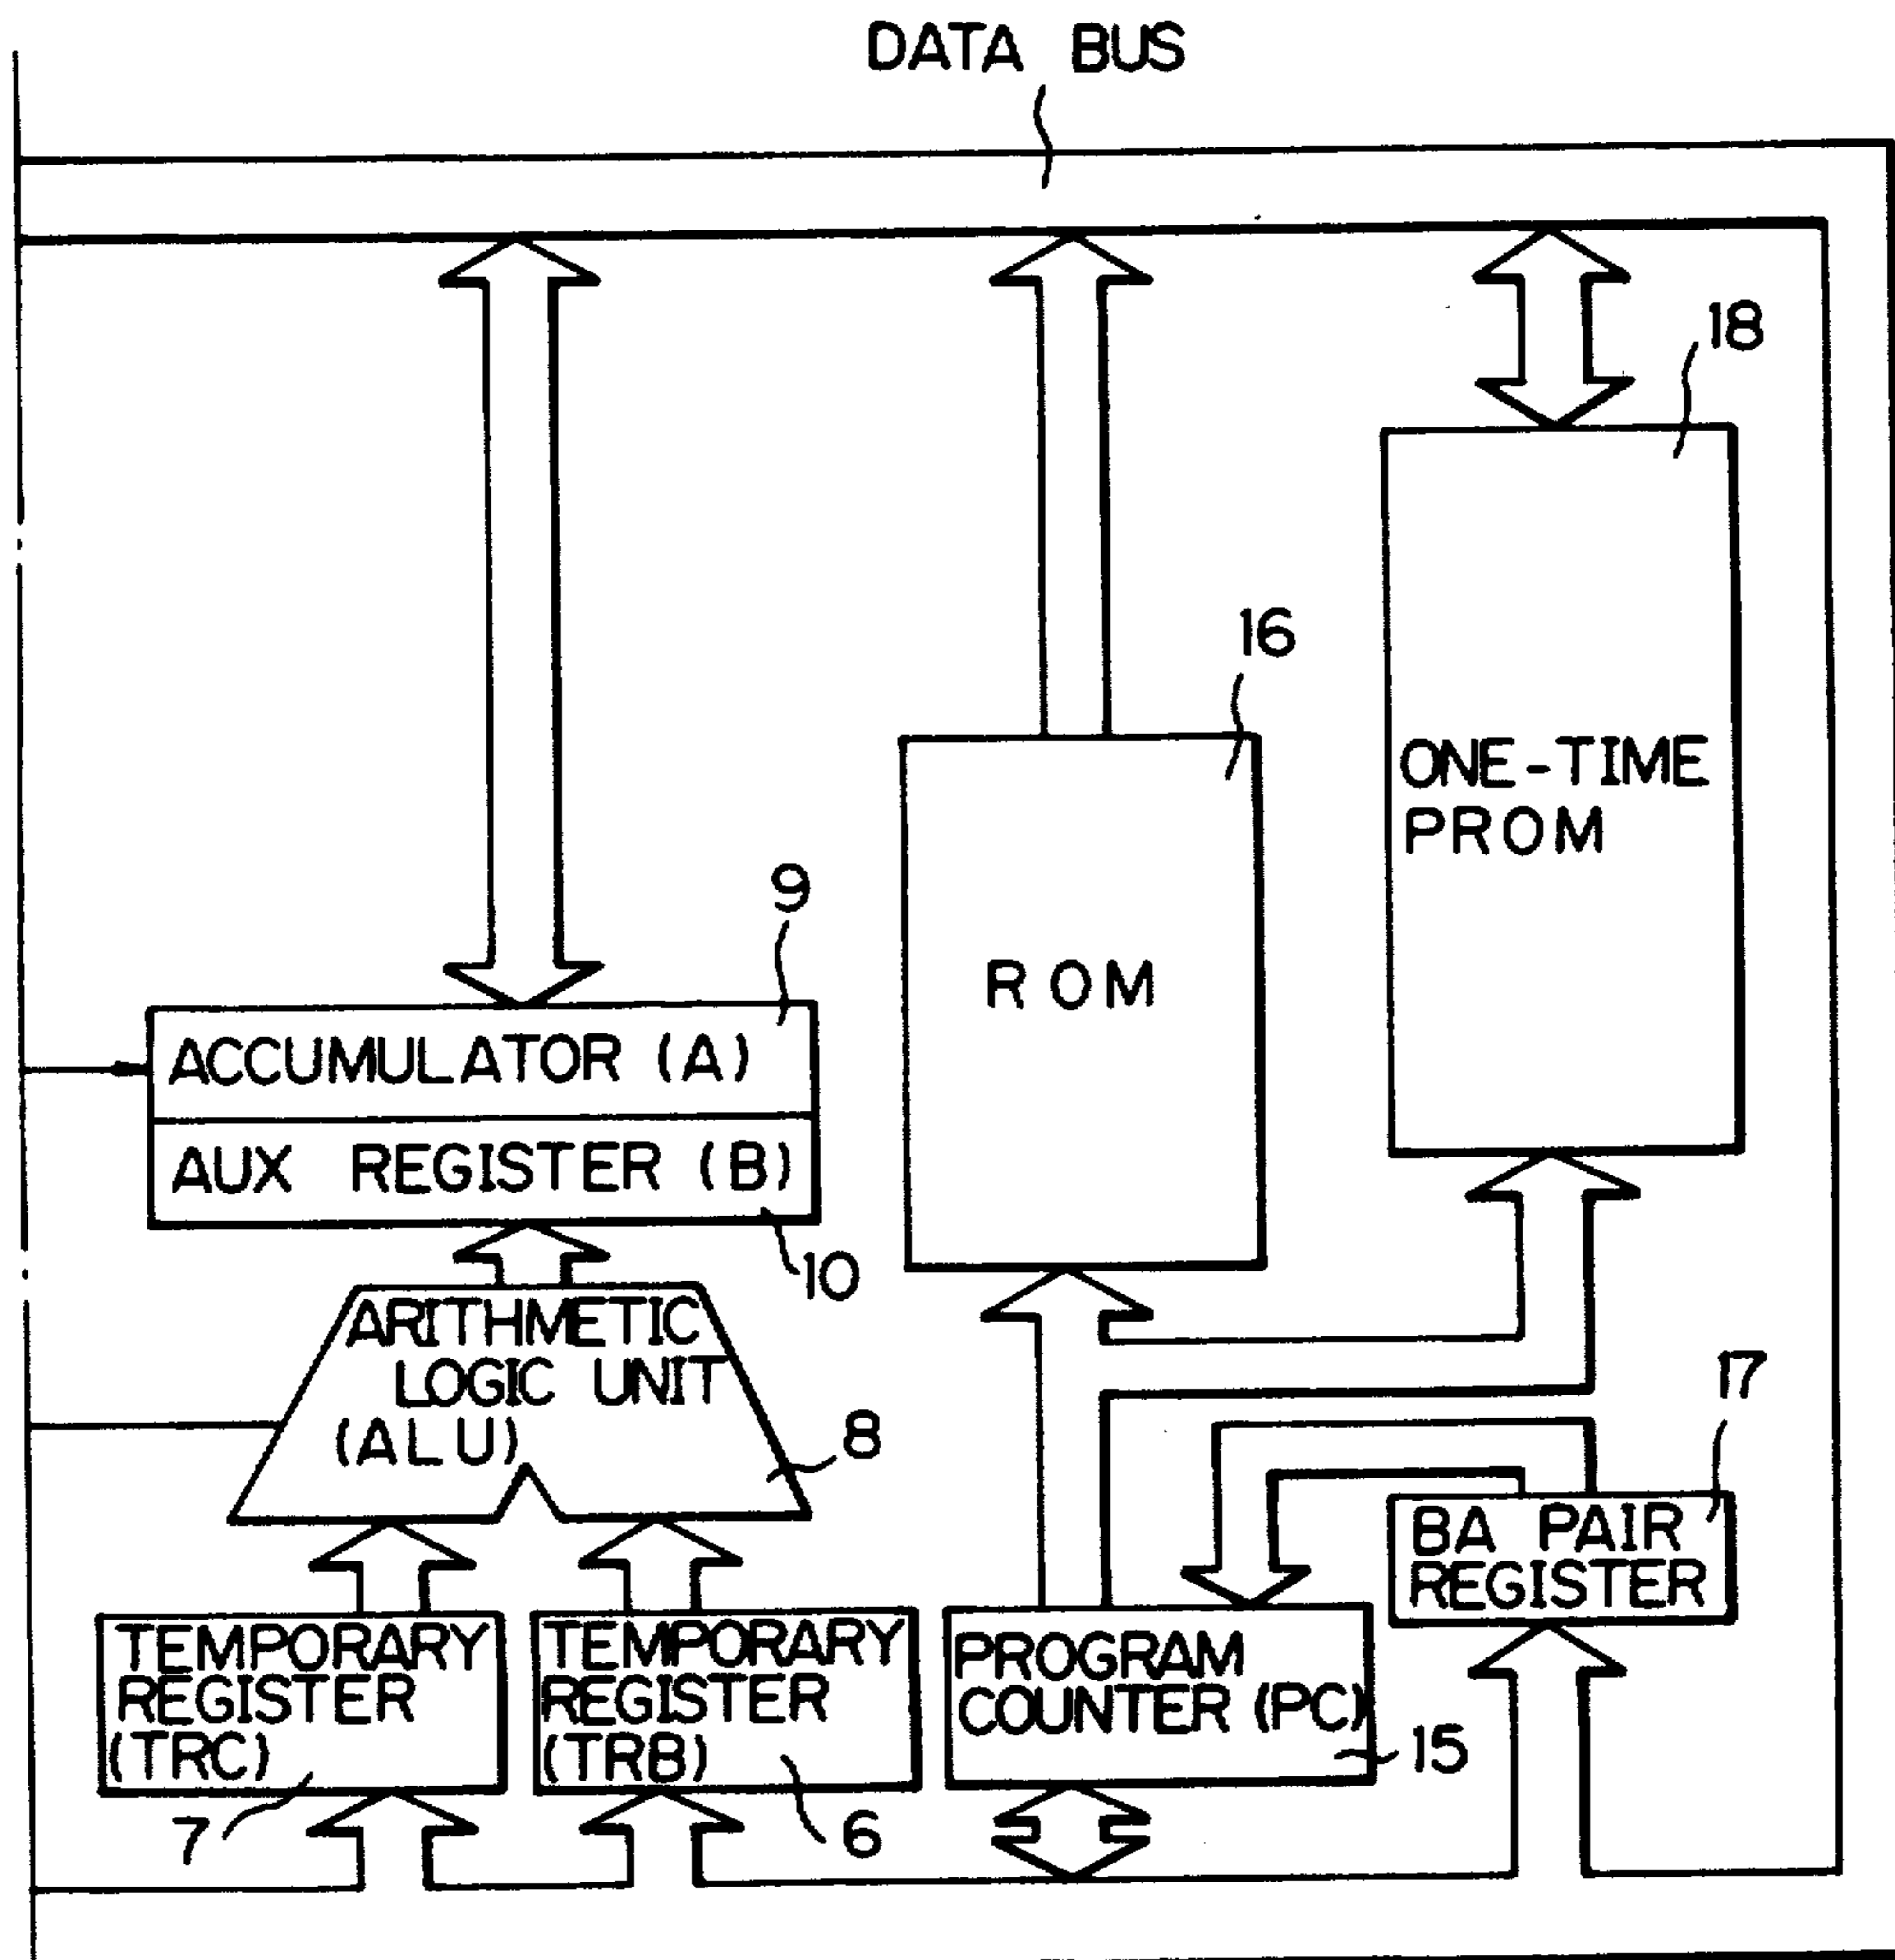 DATA BUS
18
16
ONE-TIME
PROM
9
ROM
ACCUMULATOR (A)
AUX REGISTER (B)
10
ARITHMETIC
LOGIC UNIT
(ALU)
8
17
BA PAIR
REGISTER
TEMPORARY
REGISTER
(TRC)
7
TEMPORARY
REGISTER
(TRB)
6
PROGRAM
COUNTER (PC)
15